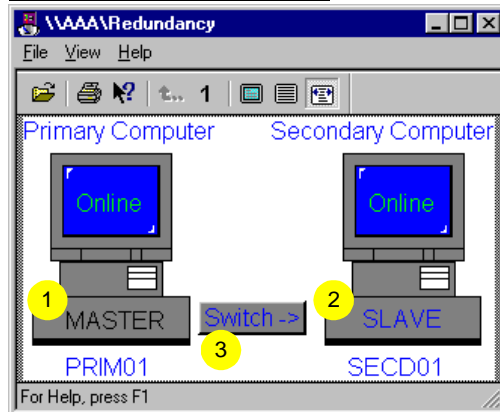 \\AAA\Redundancy
File View Help
1
Primary Computer Secondary Computer
Online Online
1 2
MASTER Switch -> SLAVE
3
PRIM01 SECD01
For Help, press F1